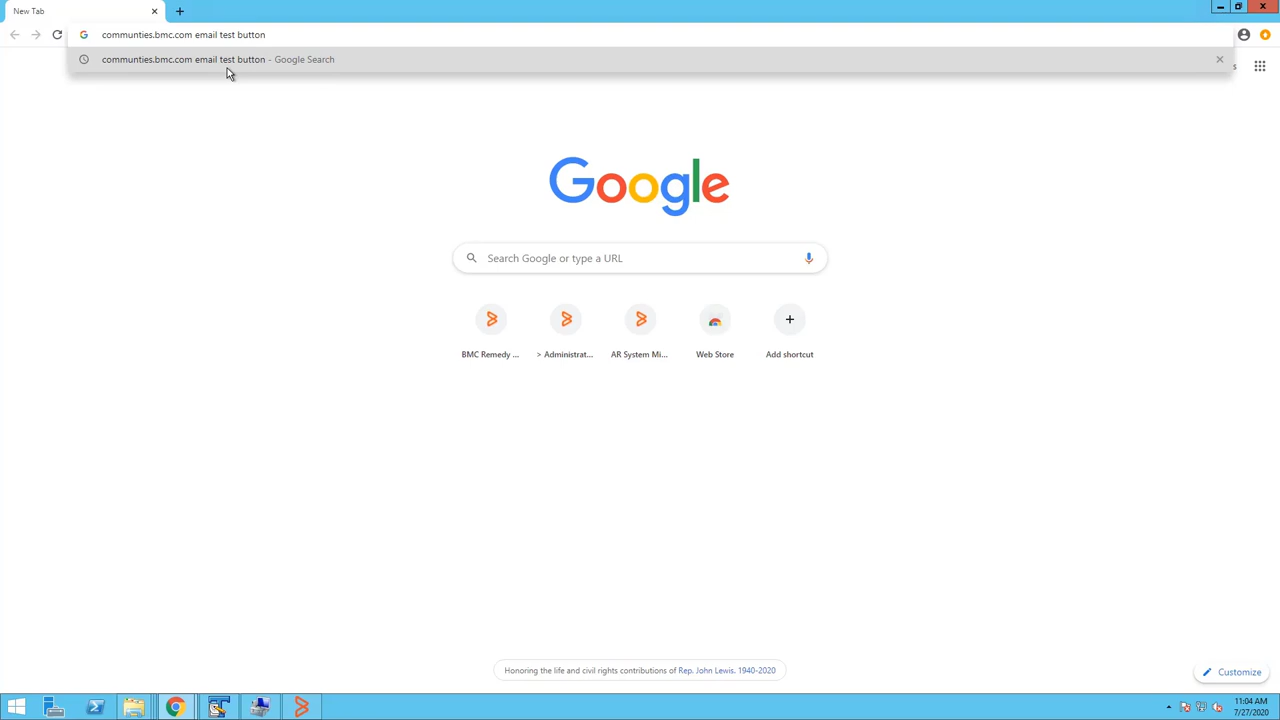 New Tab
communties.bmc.com email test button
communties.bmc.com email test button - Google Search
s
Google
Search Google or type a URL
BMC Remedy ...
> Administrat...
AR System Mi...
Web Store
Add shortcut
Honoring the life and civil rights contributions of Rep. John Lewis. 1940-2020
Customize
11:04 AM
7/27/2020